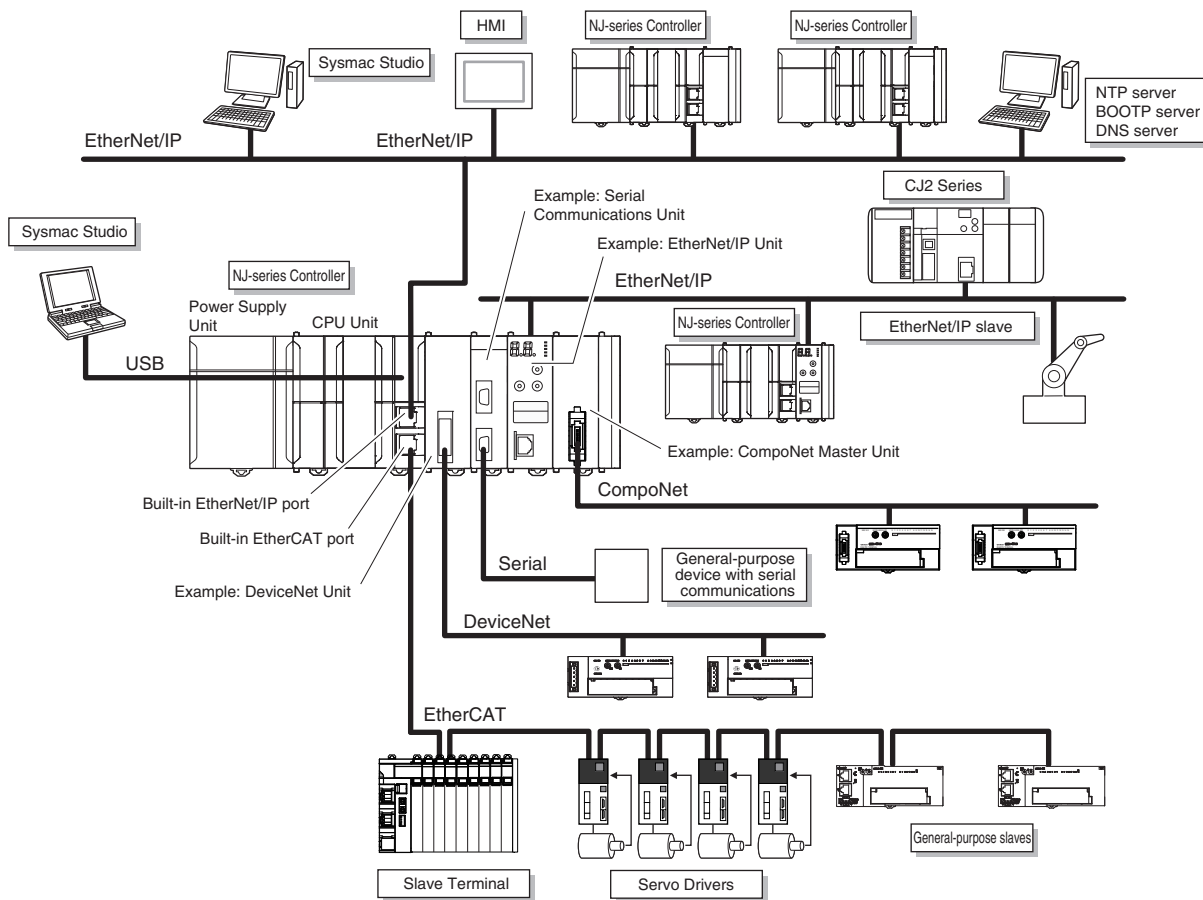 HMI
NJ-series Controller
NJ-series Controller
Sysmac Studio
NTP server
BOOTP server
DNS server
EtherNet/IP
EtherNet/IP
CJ2 Series
Example: Serial
Communications Unit
Sysmac Studio
Example: EtherNet/IP Unit
NJ-series Controller
EtherNet/IP
Power Supply
Unit
CPU Unit
NJ-series Controller
EtherNet/IP slave
USB
Example: CompoNet Master Unit
CompoNet
Built-in EtherNet/IP port
Built-in EtherCAT port
Serial
General-purpose
device with serial
communications
Example: DeviceNet Unit
DeviceNet
EtherCAT
General-purpose slaves
Slave Terminal
Servo Drivers